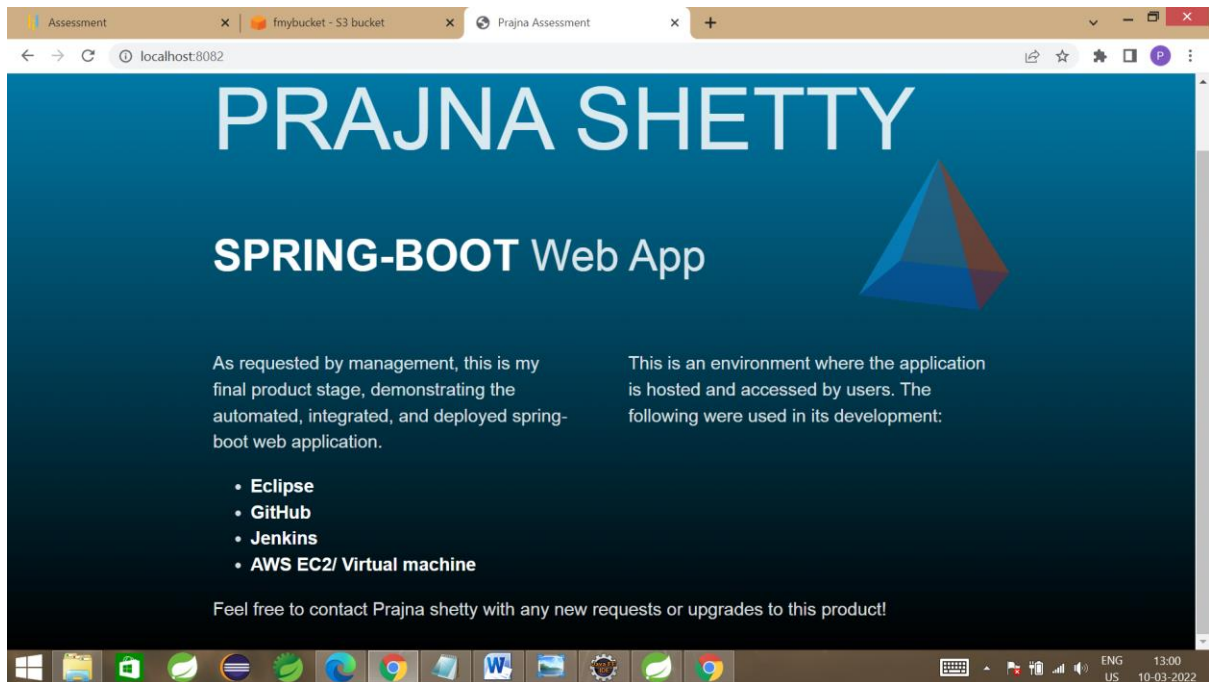 Assessment
fmybucket - S3 bucket
Prajna Assessment
localhost:8082
P
PRAJNA SHETTY
SPRING-BOOT Web App
As requested by management, this is my
final product stage, demonstrating the
automated, integrated, and deployed spring-
boot web application.
This is an environment where the application
is hosted and accessed by users. The
following were used in its development:
• Eclipse
• GitHub
• Jenkins
• AWS EC2/ Virtual machine
Feel free to contact Prajna shetty with any new requests or upgrades to this product!
ENG
US
13:00
10-03-2022